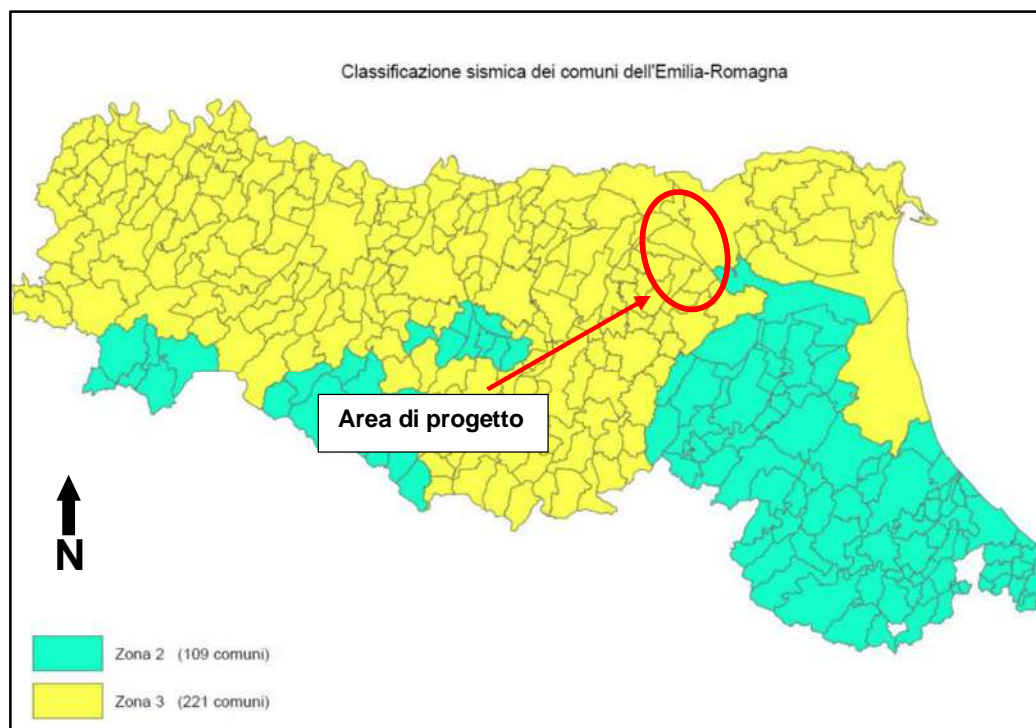 Classificazione sismica dei comuni dell'Emilia-Romagna
Area di progetto
N
Zona 2 (109 comuni)
Zona 3 (221 comuni)